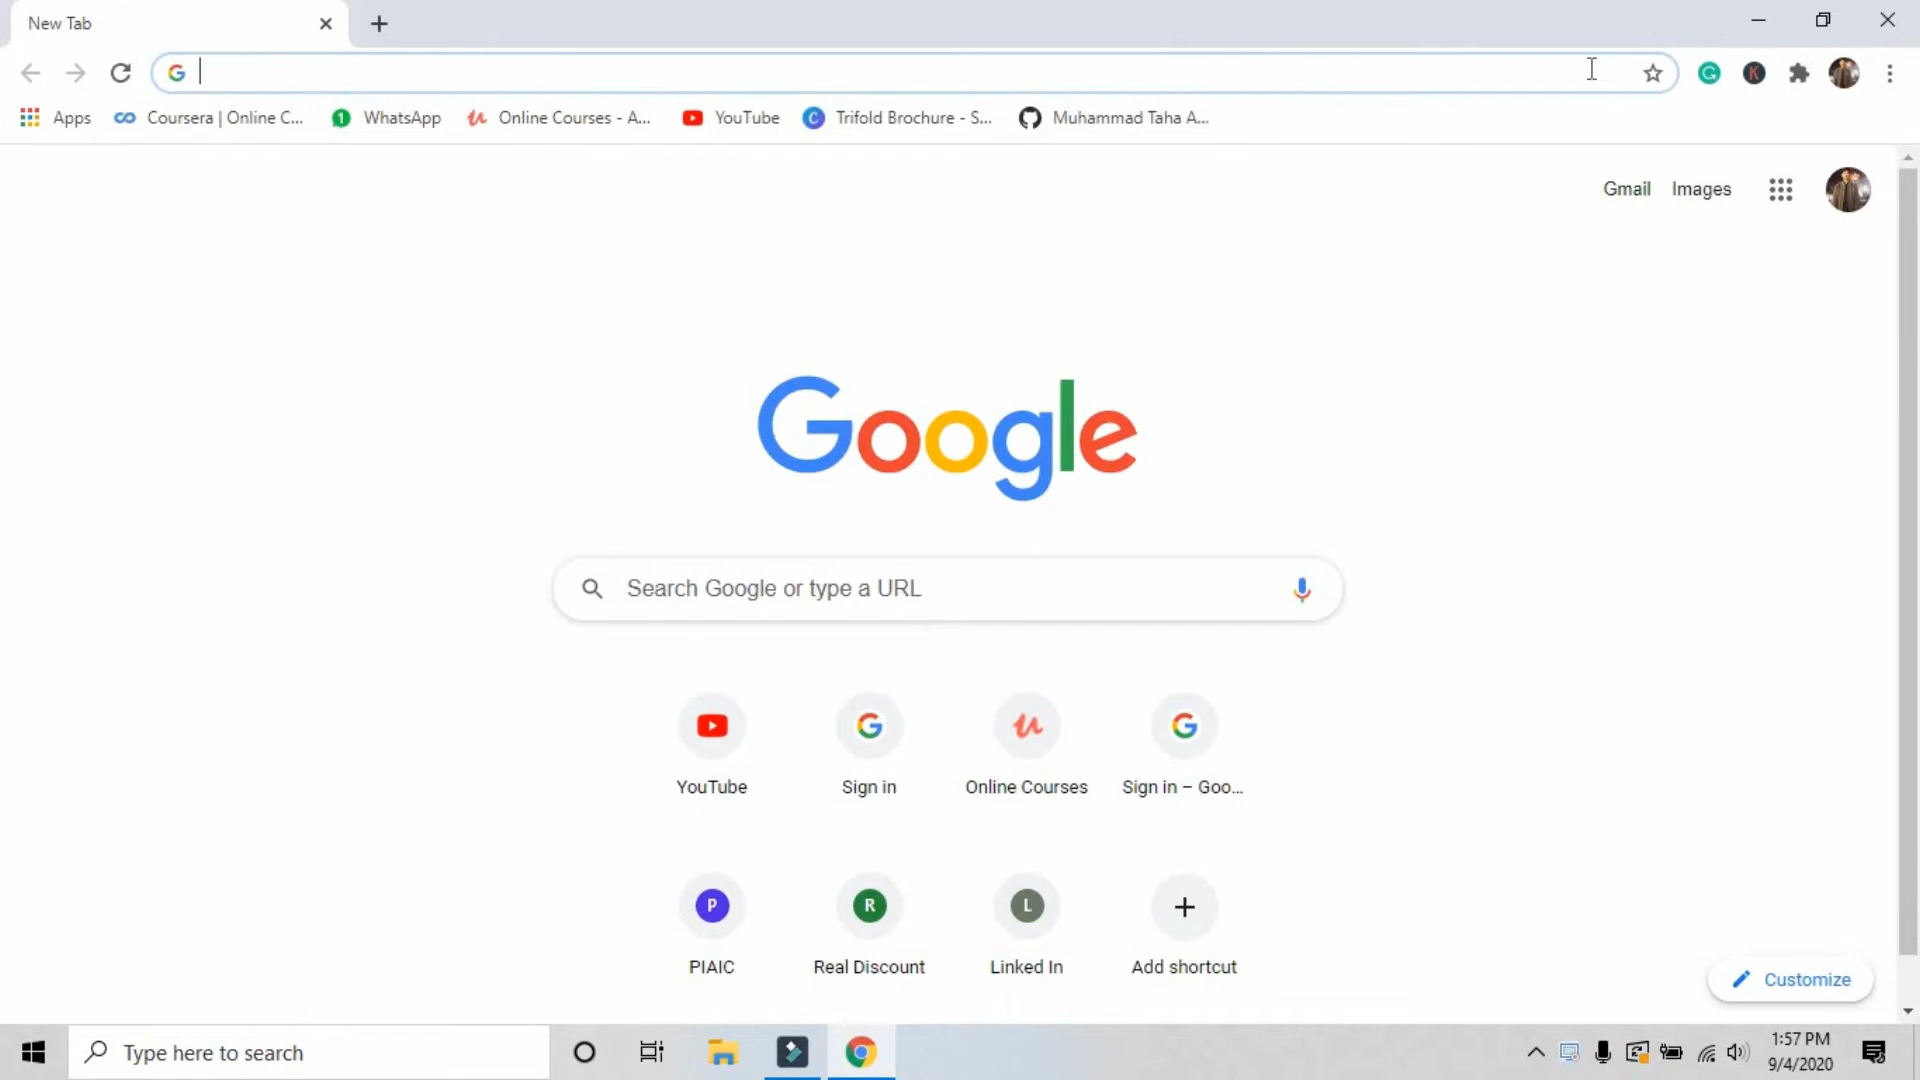 New Tab
Apps
Coursera | Online C...
1
WhatsApp
Online Courses - A...
YouTube
C
Trifold Brochure - S...
Muhammad Taha A...
G
K
Gmail
Images
Google
Search Google or type a URL
YouTube
Sign in
Online Courses
Sign in – Goo...
P
R
L
PIAIC
Real Discount
Linked In
Add shortcut
Customize
Type here to search
1:57 PM
9/4/2020